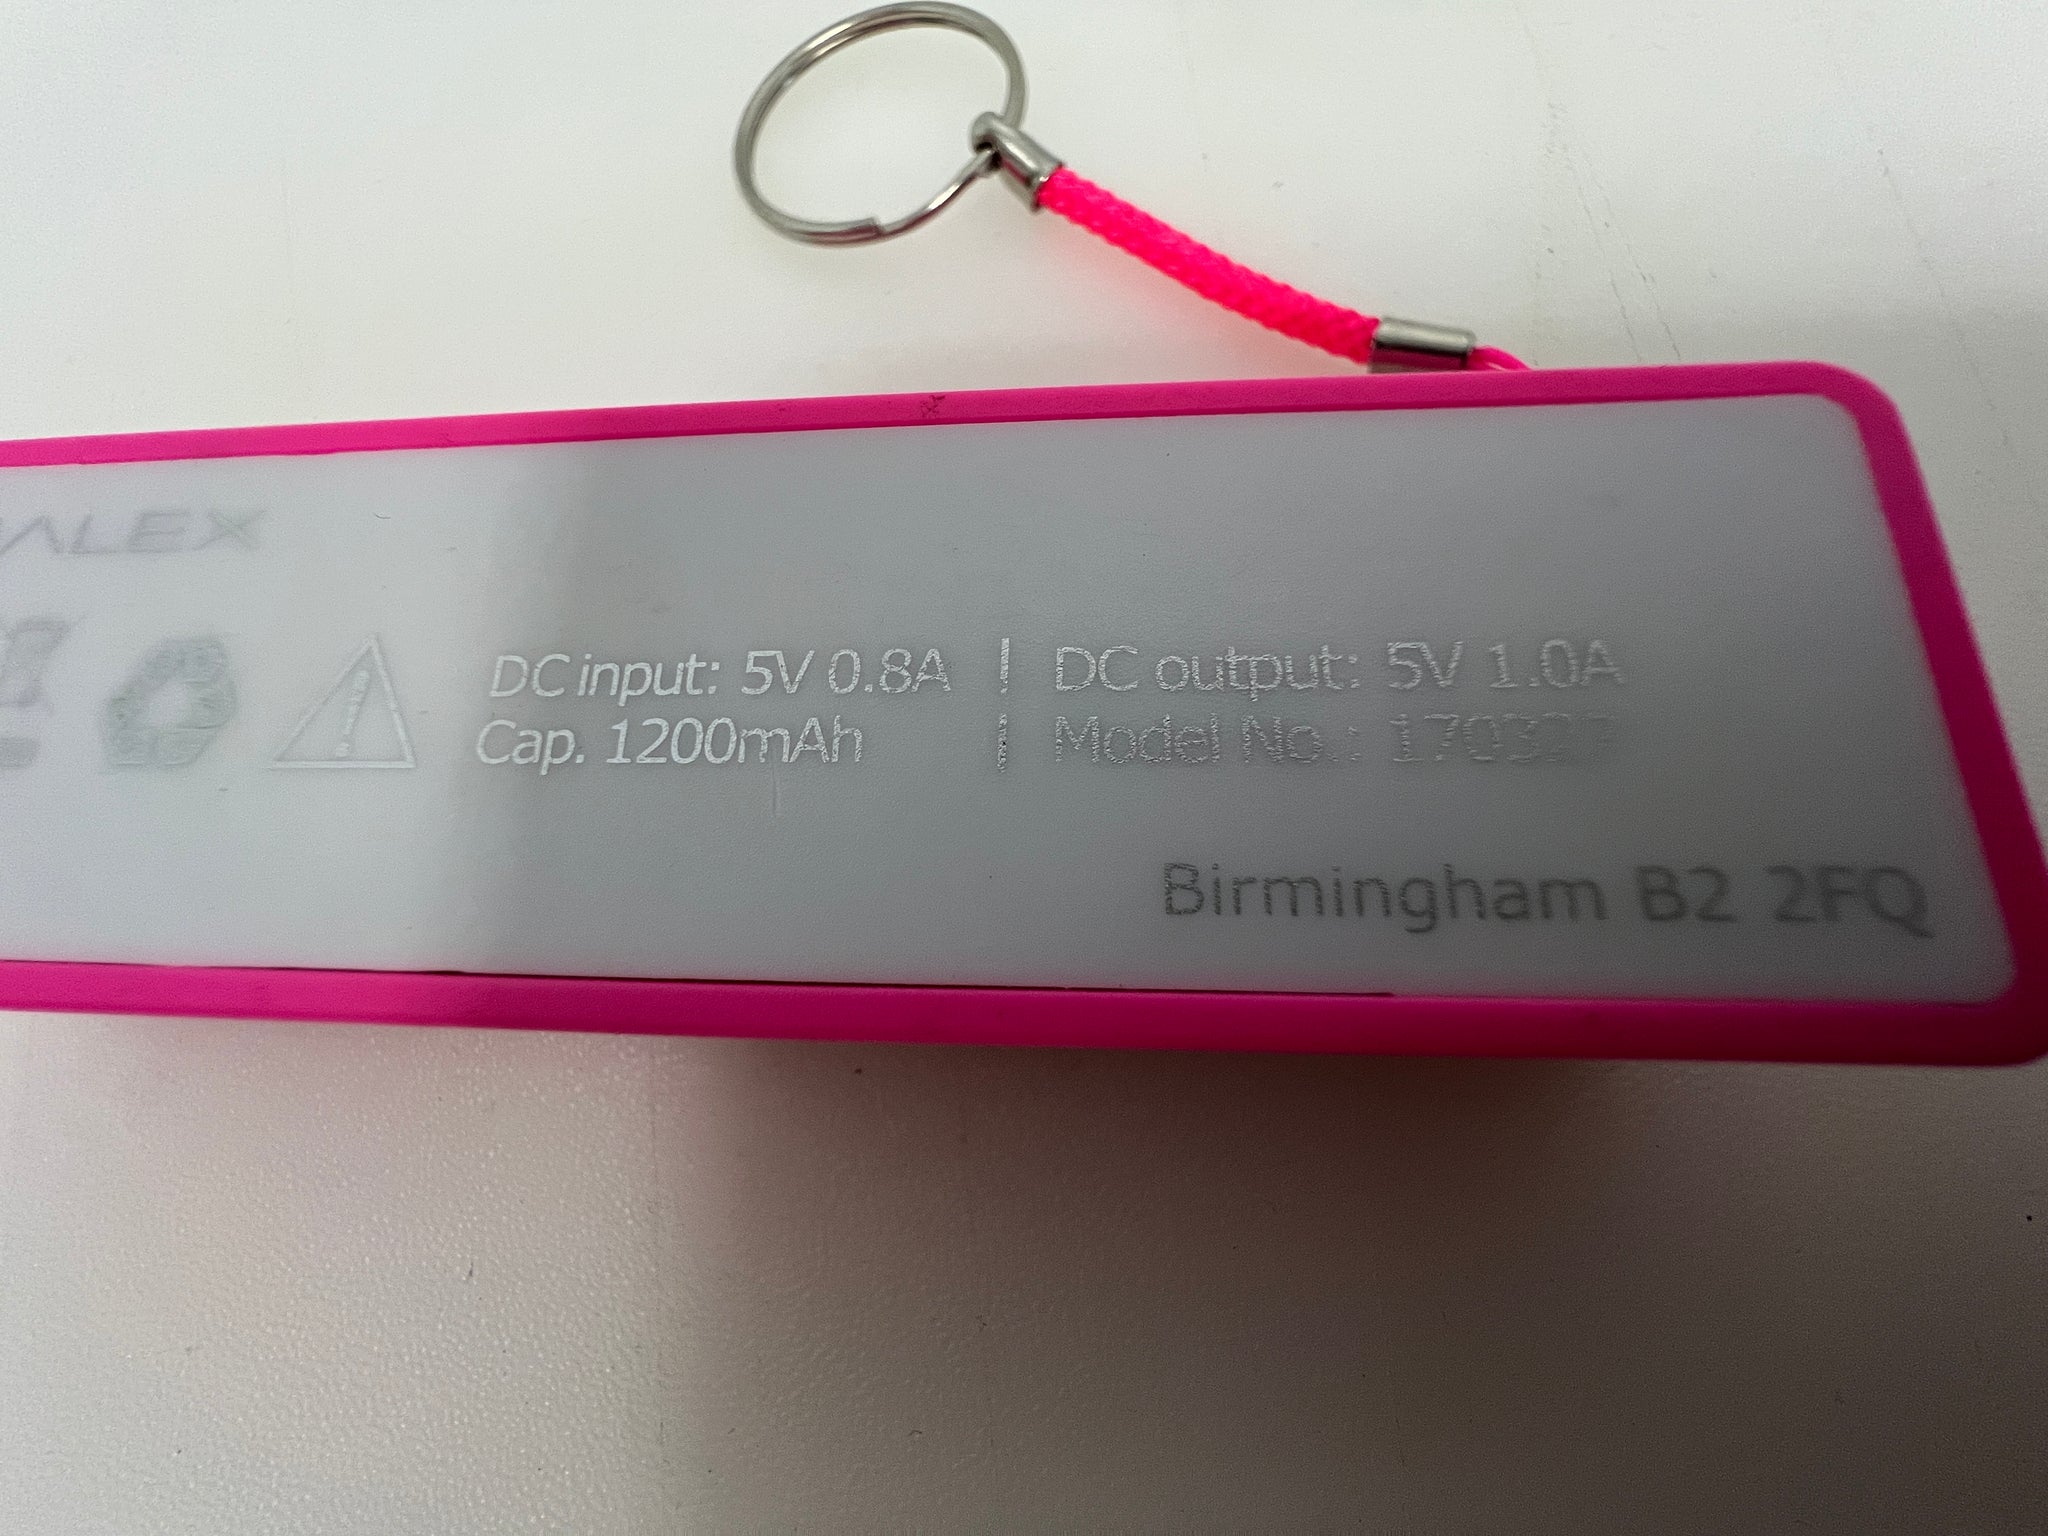 DC input: 5V 0.8A | DC output: 5V 1.0A
Cap. 1200mAh | Model No.:
Birmingham B2 2FQ